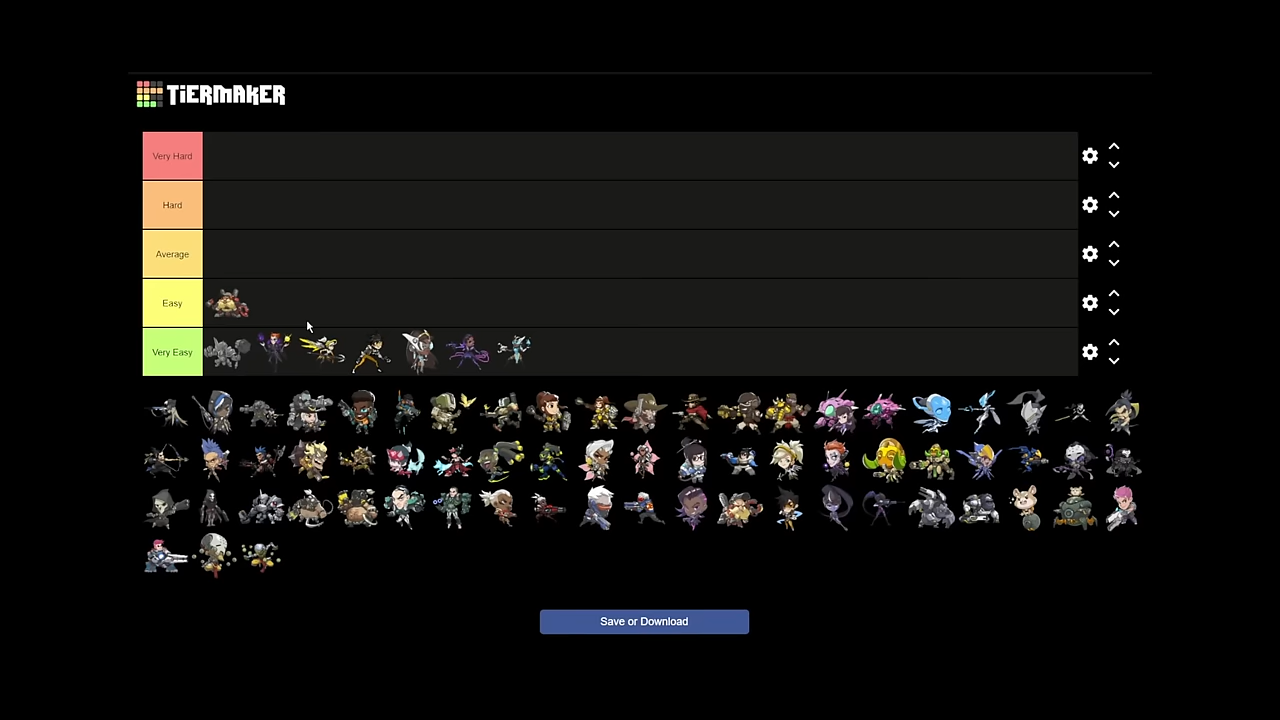 TIERMAKER
Very Hard
Hard
Average
Easy
Very Easy
Save or Download